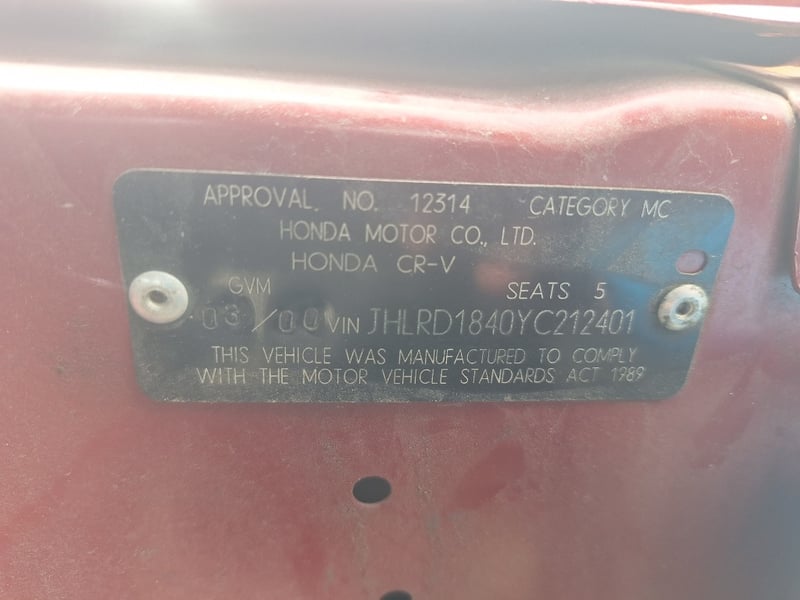 APPROVAL NO. 12314 CATEGORY MC
HONDA MOTOR CO., LTD.
HONDA CR-V
GVM SEATS 5
03/00 VIN JHLRD1840YC212401
THIS VEHICLE WAS MANUFACTURED TO COMPLY
WITH THE MOTOR VEHICLE STANDARDS ACT 1989